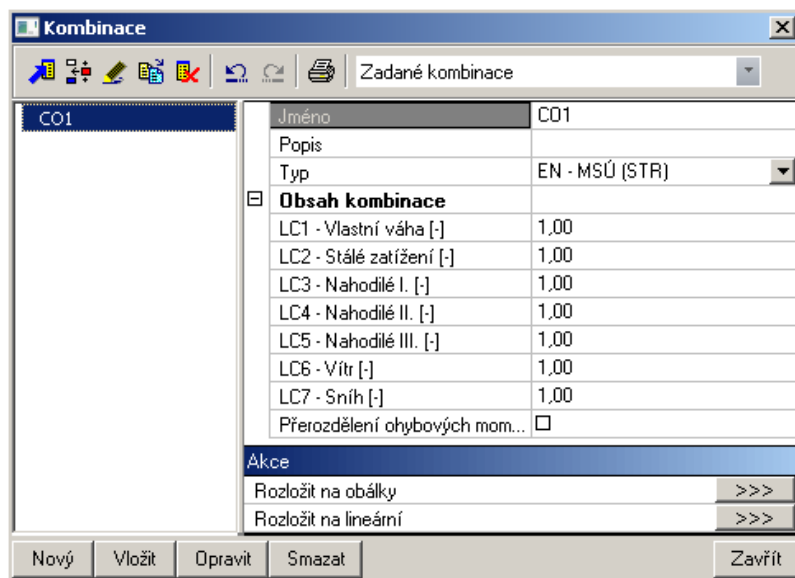 Kombinace
Zadané kombinace
CO1
Jméno CO1
Popis
Typ EN - MSÚ (STR)
Obsah kombinace
LC1 - Vlastní váha [-] 1,00
LC2 - Stálé zatížení [-] 1,00
LC3 - Nahodilé I. [-] 1,00
LC4 - Nahodilé II. [-] 1,00
LC5 - Nahodilé III. [-] 1,00
LC6 - Vítr [-] 1,00
LC7 - Sníh [-] 1,00
Přerozdělení ohybových mom...
Akce
Rozložit na obálky >>>
Rozložit na lineární >>>
Nový Vložit Opravit Smazat Zavřít